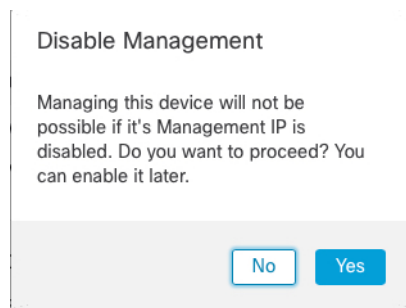 Disable Management
Managing this device will not be
possible if it's Management IP is
disabled. Do you want to proceed? You
can enable it later.
No
Yes